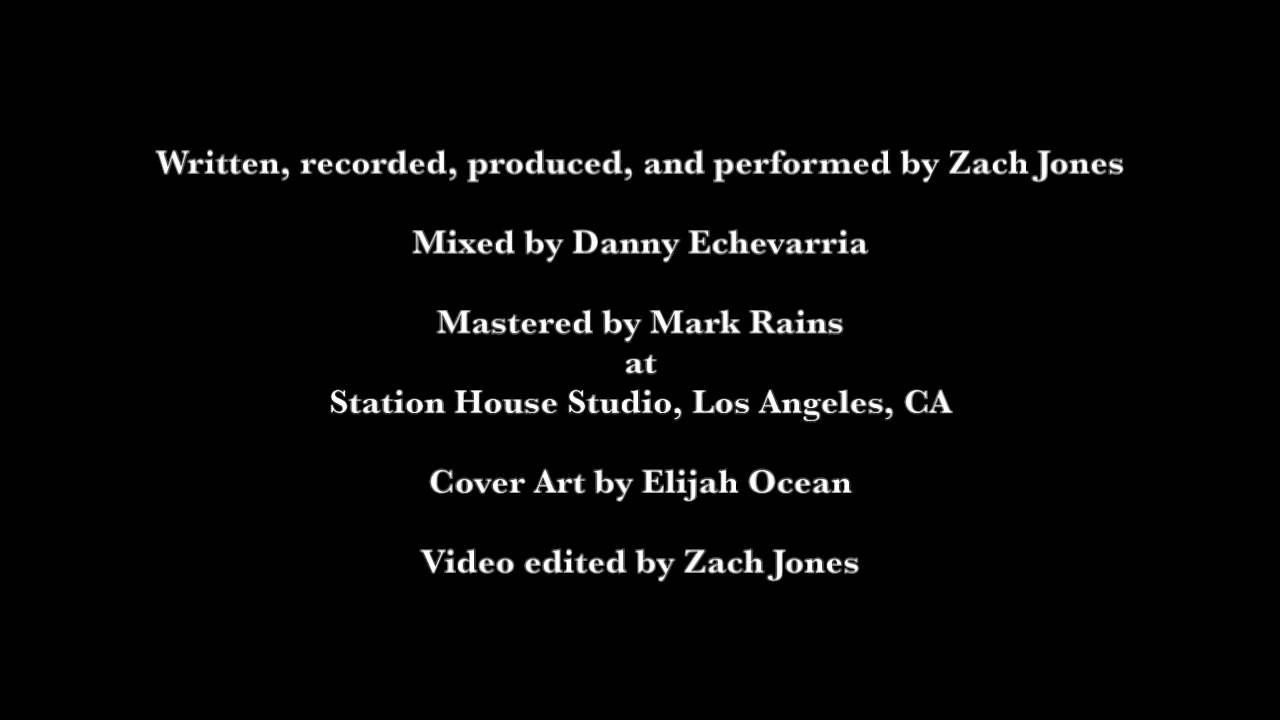 Written, recorded, produced, and performed by Zach Jones
Mixed by Danny Echevarria
Mastered by Mark Rains
at
Station House Studio, Los Angeles, CA
Cover Art by Elijah Ocean
Video edited by Zach Jones